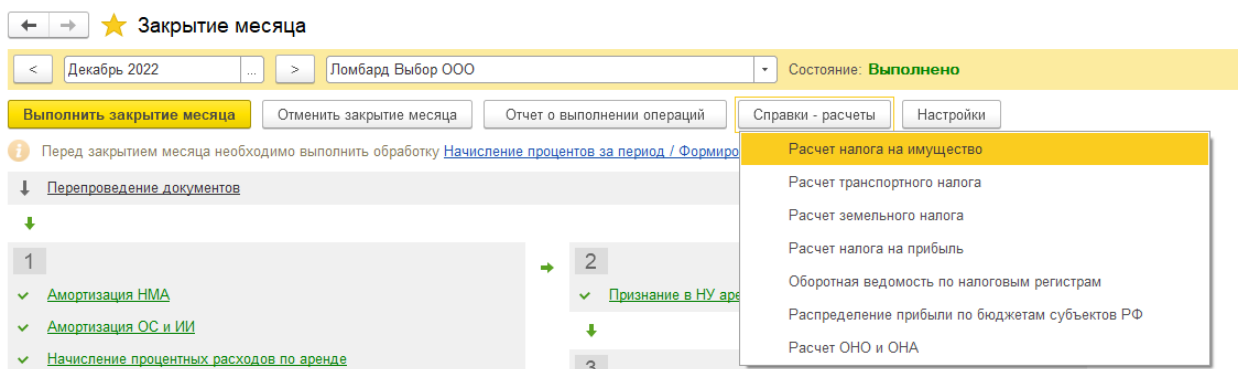 Закрытие месяца
< Декабрь 2022 ... > Ломбард Выбор ООО Состояние: Выполнено
Выполнить закрытие месяца Отменить закрытие месяца Отчет о выполнении операций Справки - расчеты Настройки
Перед закрытием месяца необходимо выполнить обработку Начисление процентов за период / Формиро
Расчет налога на имущество
Расчет транспортного налога
Расчет земельного налога
Расчет налога на прибыль
Оборотная ведомость по налоговым регистрам
Распределение прибыли по бюджетам субъектов РФ
Расчет ОНО и ОНА
Перепроведение документов
1
Амортизация НМА
Амортизация ОС и ИИ
Начисление процентных расходов по аренде
2
Признание в НУ аре
3